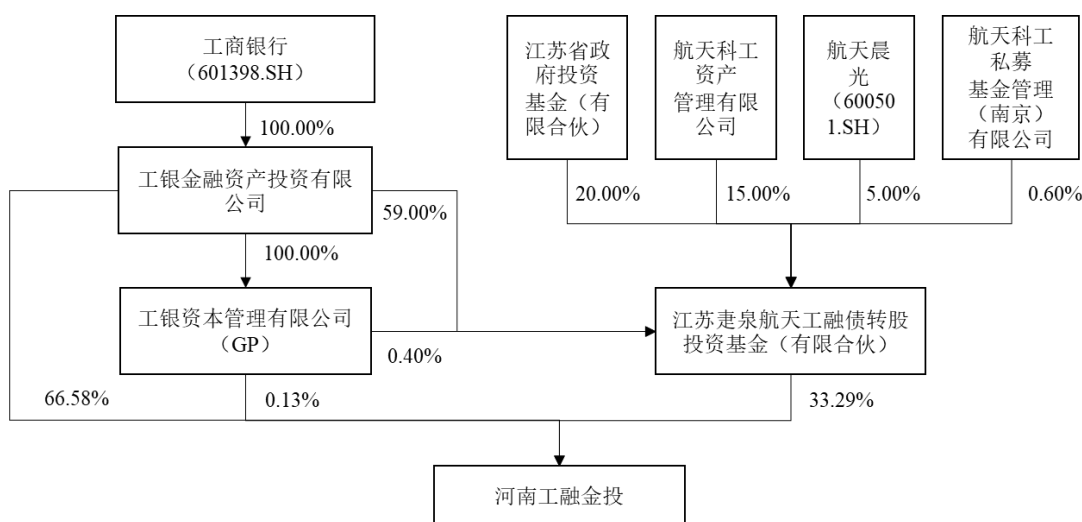 工商银行
（601398.SH）
江苏省政
府投资
基金（有
限合伙）
航天科工
资产
管理有限
公司
航天晨
光
（60050
1.SH）
航天科工
私募
基金管理
（南京）
有限公司
100.00%
工银金融资产投资有限
公司
20.00%
15.00%
5.00%
0.60%
59.00%
100.00%
工银资本管理有限公司
（GP）
江苏疌泉航天工融债转股
投资基金（有限合伙）
0.40%
66.58%
0.13%
33.29%
河南工融金投